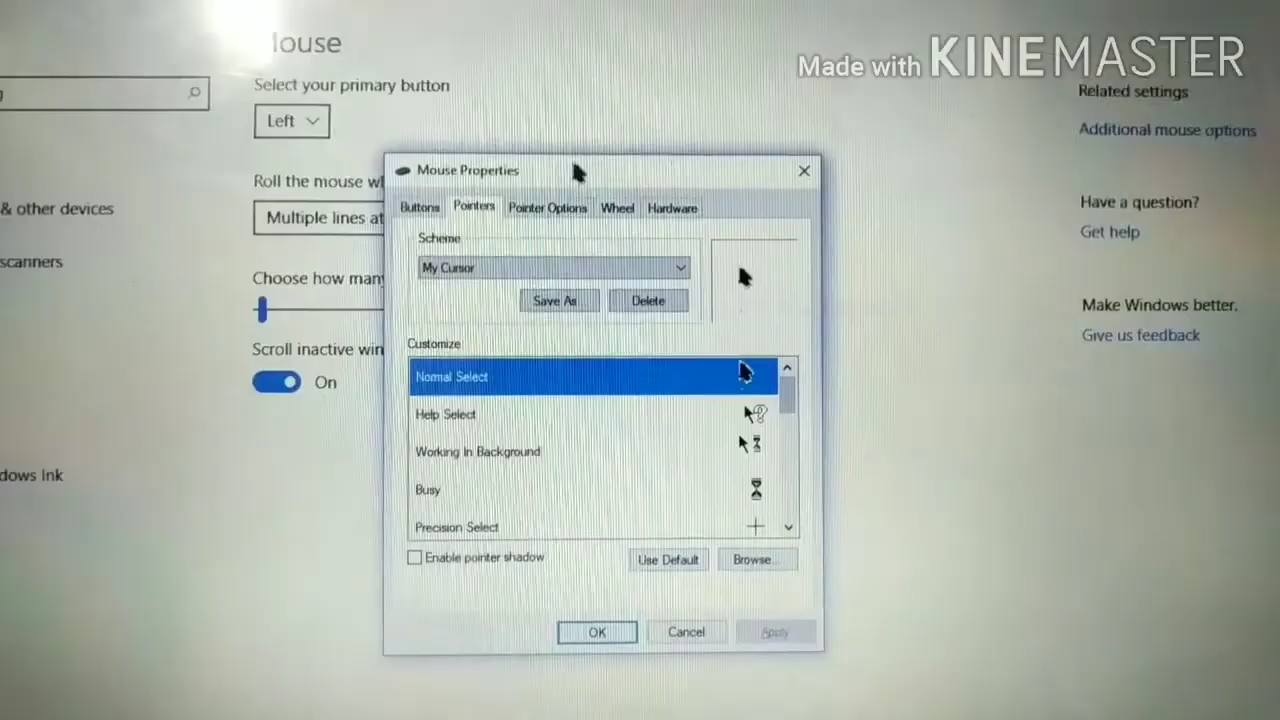 Mouse
Made with KINEMASTER
Select your primary button
Left
Related settings
Additional mouse options
Mouse Properties
Roll the mouse
Buttons
Pointers
Pointer Options
Wheel
Hardware
& other devices
Multiple lines at
Scheme
My Cursor
Save As
Delete
Have a question?
Get help
scanners
Choose how man
Scroll inactive win
On
Make Windows better.
Give us feedback
Customize
Normal Select
Help Select
Working In Background
Busy
Precision Select
dows Ink
Enable pointer shadow
Use Default
Browse...
OK
Cancel
Apply